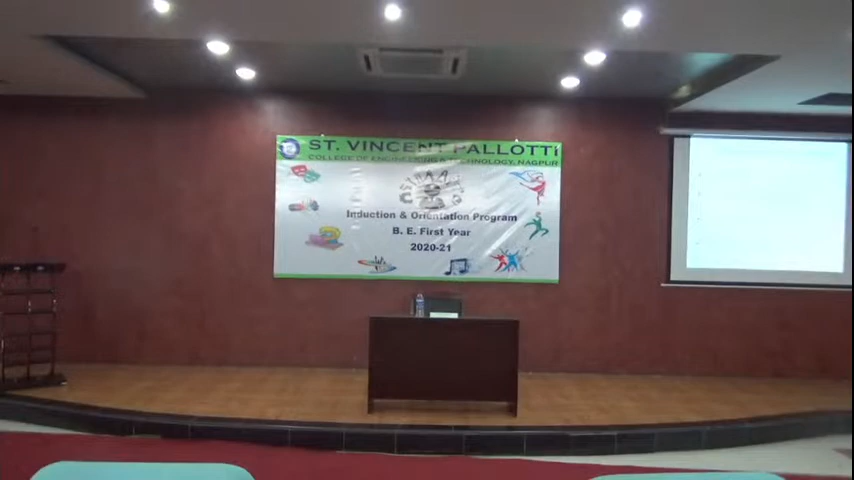 ST. VINCENT PALLOTTI
COLLEGE OF ENGINEERING & TECHNOLOGY, NAGPUR
Induction & Orientation Program
B. E. First Year
2020-21